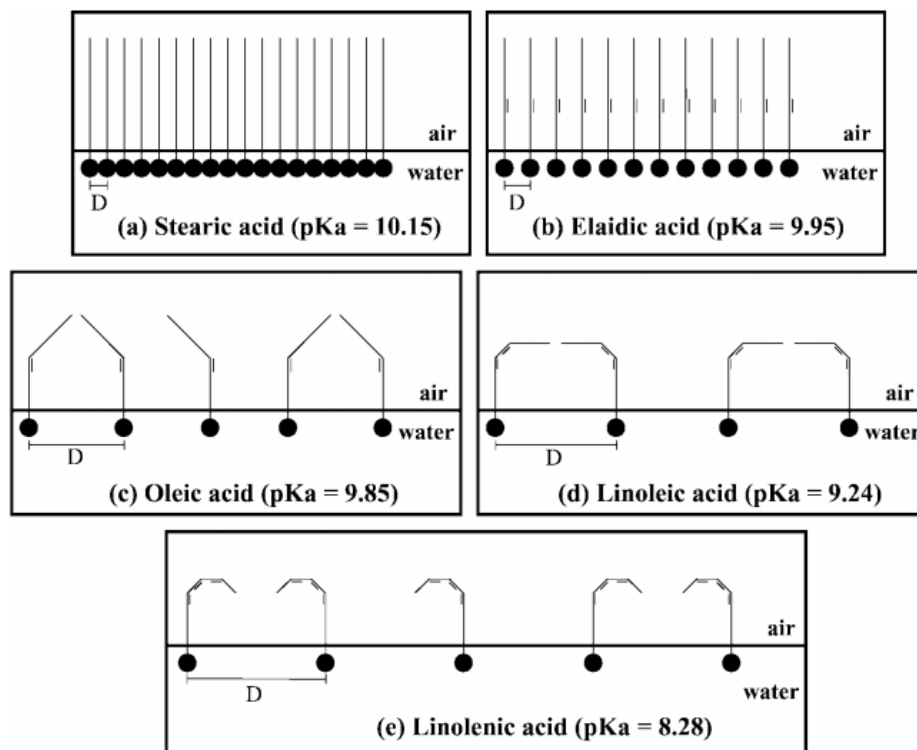 air
water
D
(a) Stearic acid (pKa = 10.15)
air
water
D
(b) Elaidic acid (pKa = 9.95)
air
water
D
(c) Oleic acid (pKa = 9.85)
air
water
D
(d) Linoleic acid (pKa = 9.24)
air
water
D
(e) Linolenic acid (pKa = 8.28)